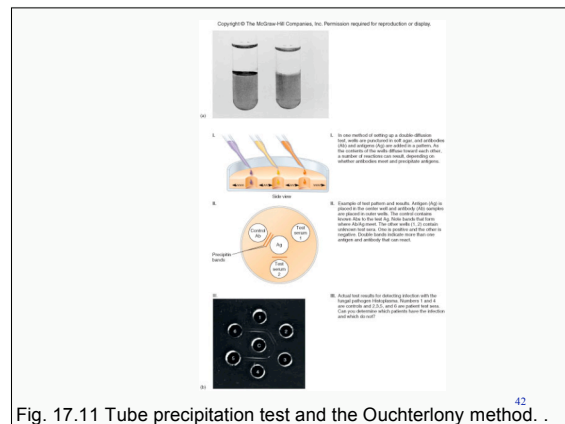 Copyright © The McGraw-Hill Companies, Inc. Permission required for reproduction or display.
(a)
I.
Side view
I. In one method of setting up a double-diffusion
test, wells are punctured in soft agar, and antibodies
(Ab) and antigens (Ag) are added in a pattern. As
the contents of the wells diffuse toward each other,
a number of reactions can result, depending on
whether antibodies meet and precipitate antigens.
II.
Control
Ab
Test
serum
1
Ag
Test
serum
2
Precipitin
bands
II. Example of test pattern and results. Antigen (Ag) is
placed in the center well and antibody (Ab) samples
are placed in outer wells. The control contains
known Abs to the test Ag. Note bands that form
where Ab/Ag meet. The other wells (1, 2) contain
unknown test sera. One is positive and the other is
negative. Double bands indicate more than one
antigen and antibody that can react.
III.
1
6
2
C
5
3
4
(b)
III. Actual test results for detecting infection with the
fungal pathogen Histoplasma. Numbers 1 and 4
are controls and 2,3,5, and 6 are patient test sera.
Can you determine which patients have the infection
and which do not?
42
Fig. 17.11 Tube precipitation test and the Ouchterlony method. .